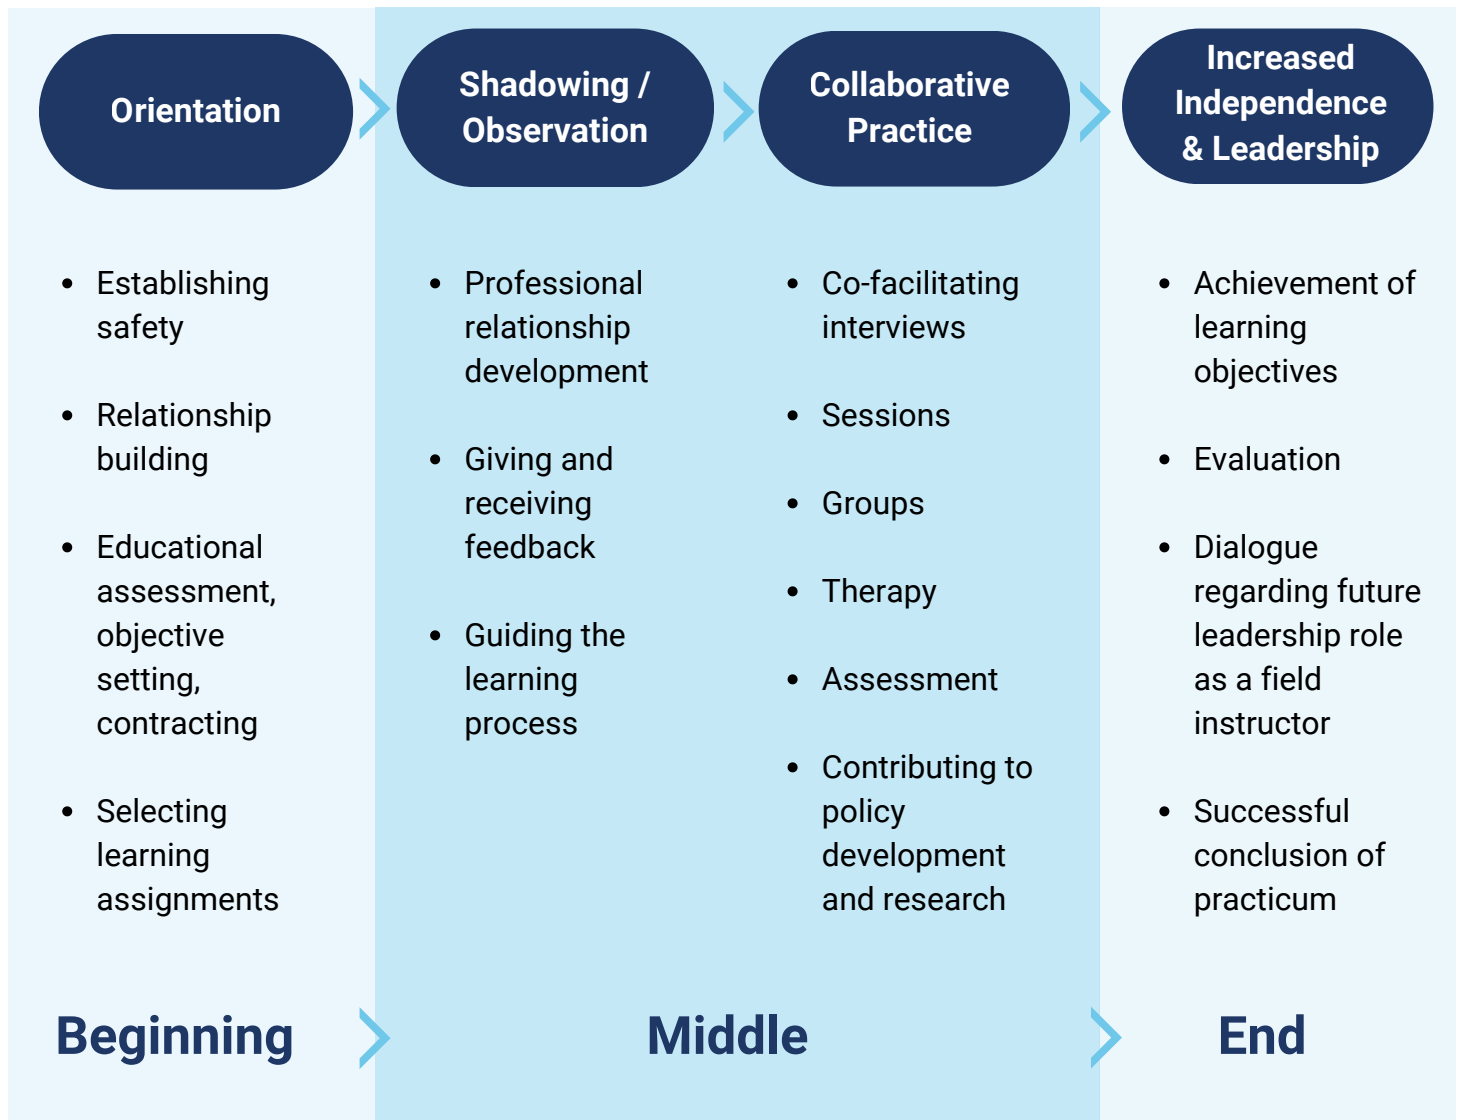 Orientation
Shadowing /
Observation
Collaborative
Practice
Increased
Independence
& Leadership
• Establishing
safety
• Relationship
building
• Educational
assessment,
objective
setting,
contracting
• Selecting
learning
assignments
• Professional
relationship
development
• Giving and
receiving
feedback
• Guiding the
learning
process
• Co-facilitating
interviews
• Sessions
• Groups
• Therapy
• Assessment
• Contributing to
policy
development
and research
• Achievement of
learning
objectives
• Evaluation
• Dialogue
regarding future
leadership role
as a field
instructor
• Successful
conclusion of
practicum
Beginning
Middle
End